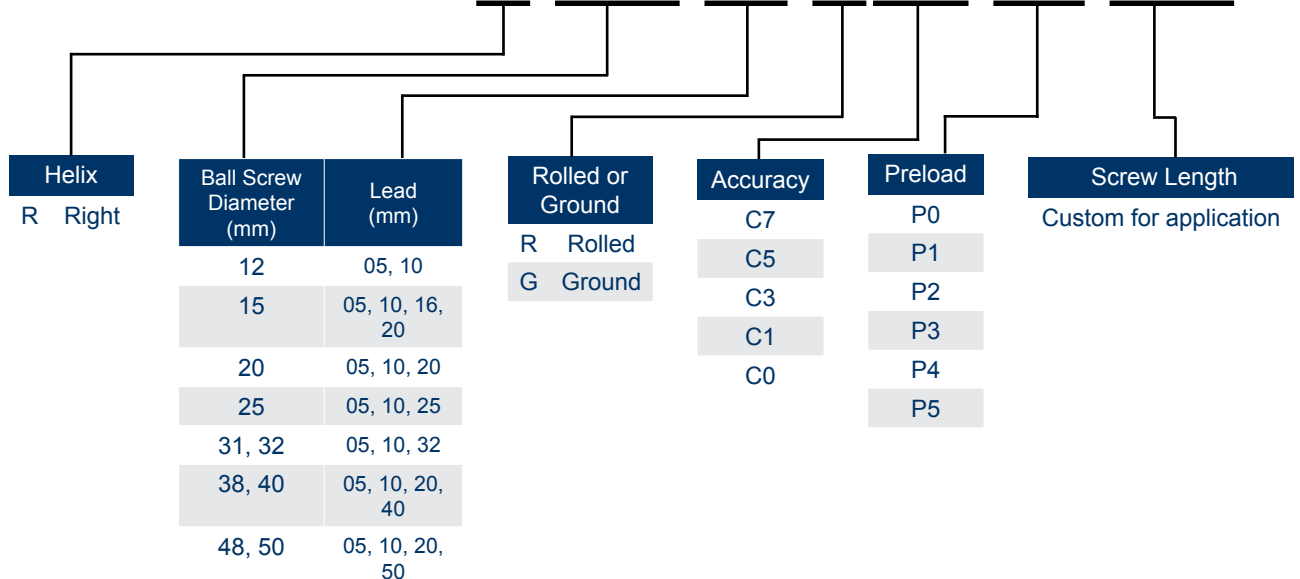 Helix
R Right
Ball Screw
Diameter
(mm)
Lead
(mm)
12 05, 10
15 05, 10, 16,
20
20 05, 10, 20
25 05, 10, 25
31, 32 05, 10, 32
38, 40 05, 10, 20,
40
48, 50 05, 10, 20,
50
Rolled or
Ground
R Rolled
G Ground
Accuracy
C7
C5
C3
C1
C0
Preload
P0
P1
P2
P3
P4
P5
Screw Length
Custom for application